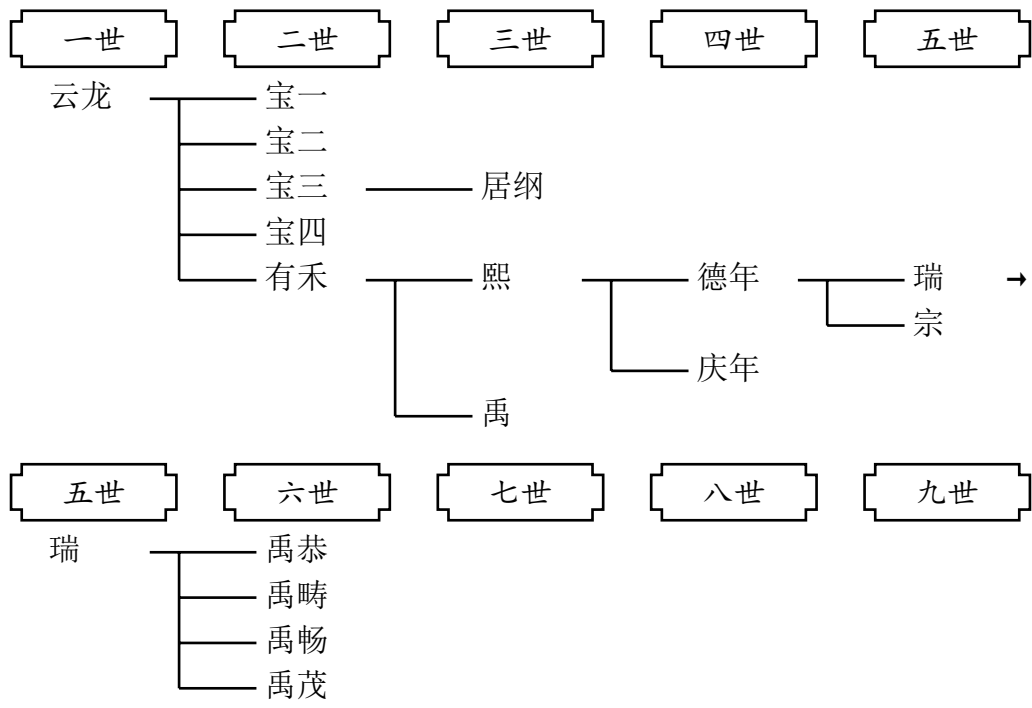 一世 二世 三世 四世 五世
云龙 宝一
宝二
宝三 居纲
宝四
有禾 熙 德年 瑞 →
宗
庆年
禹
五世 六世 七世 八世 九世
瑞 禹恭
禹畴
禹畅
禹茂